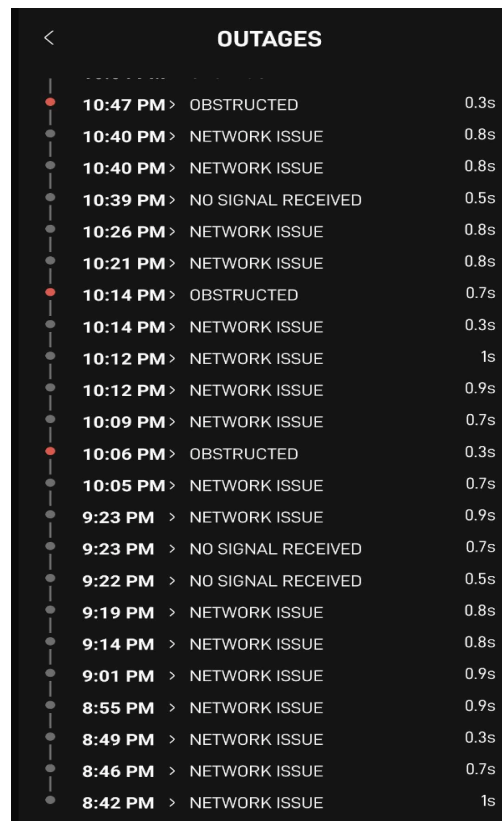 OUTAGES
10:47 PM > OBSTRUCTED 0.3s
10:40 PM > NETWORK ISSUE 0.8s
10:40 PM > NETWORK ISSUE 0.8s
10:39 PM > NO SIGNAL RECEIVED 0.5s
10:26 PM > NETWORK ISSUE 0.8s
10:21 PM > NETWORK ISSUE 0.8s
10:14 PM > OBSTRUCTED 0.7s
10:14 PM > NETWORK ISSUE 0.3s
10:12 PM > NETWORK ISSUE 1s
10:12 PM > NETWORK ISSUE 0.9s
10:09 PM > NETWORK ISSUE 0.7s
10:06 PM > OBSTRUCTED 0.3s
10:05 PM > NETWORK ISSUE 0.7s
9:23 PM > NETWORK ISSUE 0.9s
9:23 PM > NO SIGNAL RECEIVED 0.7s
9:22 PM > NO SIGNAL RECEIVED 0.5s
9:19 PM > NETWORK ISSUE 0.8s
9:14 PM > NETWORK ISSUE 0.8s
9:01 PM > NETWORK ISSUE 0.9s
8:55 PM > NETWORK ISSUE 0.9s
8:49 PM > NETWORK ISSUE 0.3s
8:46 PM > NETWORK ISSUE 0.7s
8:42 PM > NETWORK ISSUE 1s